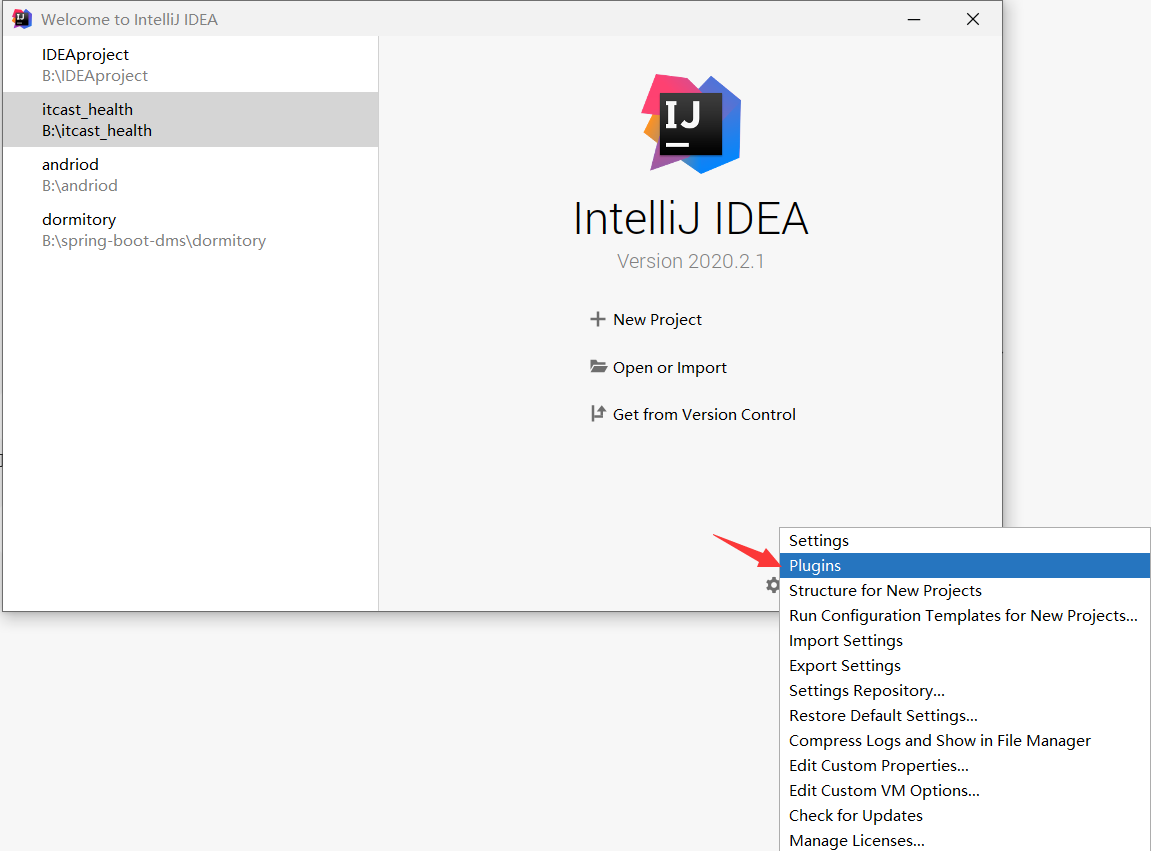 Welcome to IntelliJ IDEA
IDEAproject
B:\IDEAproject
itcast_health
B:\itcast_health
andriod
B:\andriod
dormitory
B:\spring-boot-dms\dormitory
IJ
IntelliJ IDEA
Version 2020.2.1
New Project
Open or Import
Get from Version Control
Settings
Plugins
Structure for New Projects
Run Configuration Templates for New Projects...
Import Settings
Export Settings
Settings Repository...
Restore Default Settings...
Compress Logs and Show in File Manager
Edit Custom Properties...
Edit Custom VM Options...
Check for Updates
Manage Licenses...